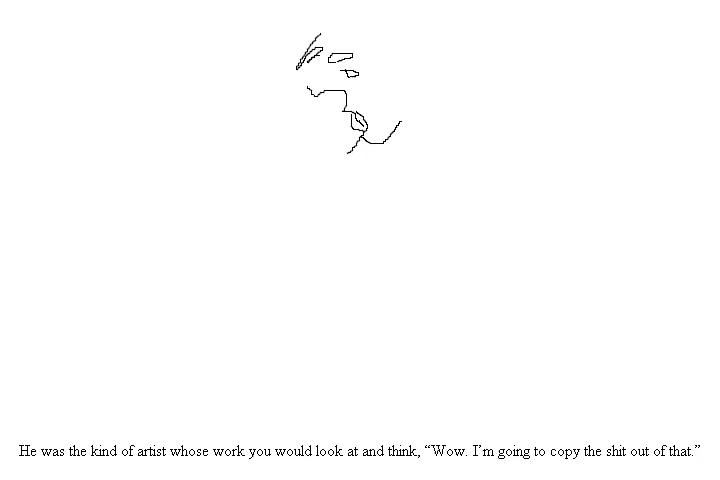 He was the kind of artist whose work you would look at and think, “Wow. I’m going to copy the shit out of that.”